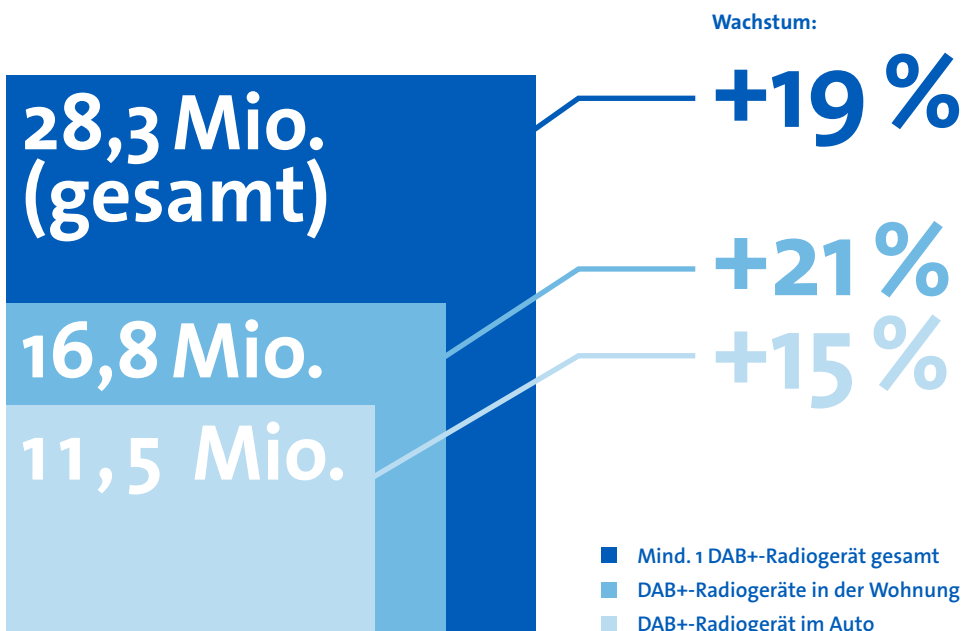 Wachstum:
28,3 Mio.
(gesamt)
+19 %
16,8 Mio.
+21 %
11,5 Mio.
+15 %
Mind. 1 DAB+-Radiogerät gesamt
DAB+-Radiogeräte in der Wohnung
DAB+-Radiogerät im Auto